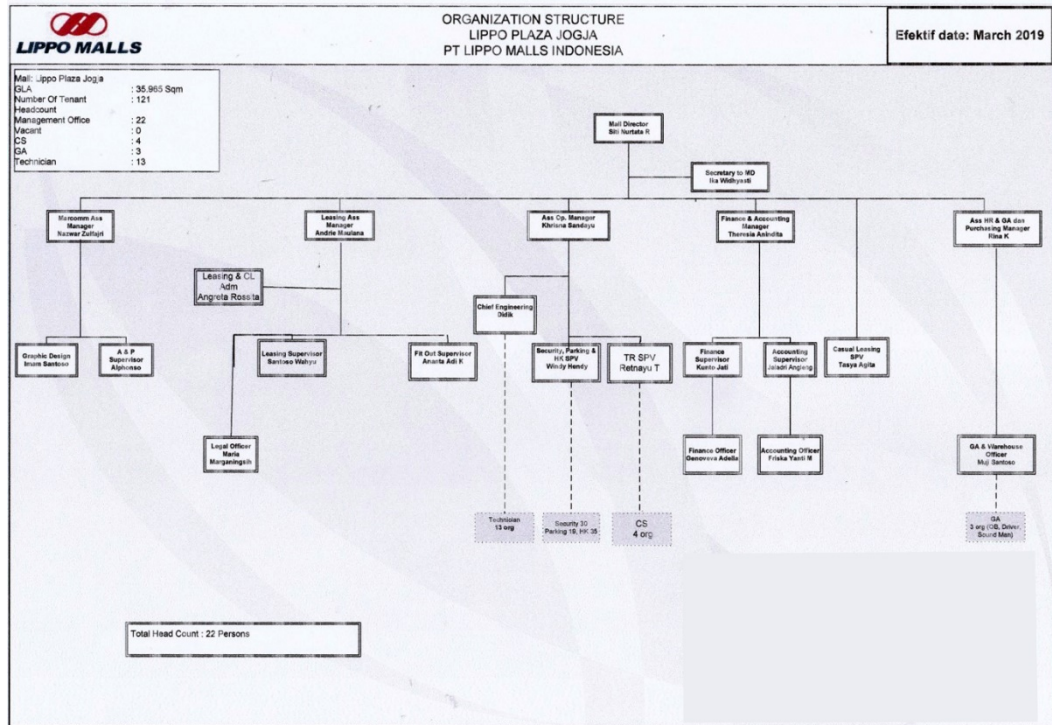 LIPPO MALLS
ORGANIZATION STRUCTURE
LIPPO PLAZA JOGJA
PT LIPPO MALLS INDONESIA
Efektif date: March 2019
Mall: Lippo Plaza Jogja
GLA : 35.965 Sqm
Number Of Tenant : 121
Headcount
Management Office : 22
Vacant : 0
CS : 4
GA : 3
Technician : 13
Mall Director
Siti Nurtata R
Secretary to MD
Ika Widhyasti
Marcomm Ass
Manager
Nazwar Zulfajri
Leasing Ass
Manager
Andrie Maulana
Ass Op. Manager
Khrisna Sandayu
Finance & Accounting
Manager
Theresia Anindita
Ass HR & GA dan
Purchasing Manager
Rina K
Leasing & CL
Adm
Angreta Rossita
Chief Engineering
Didik
Graphic Design
Imam Santoso
A & P
Supervisor
Alphonso
Leasing Supervisor
Santoso Wahyu
Fit Out Supervisor
Ananta Adi K
Security, Parking &
HK SPV
Windy Hendy
TR SPV
Retnayu T
Finance
Supervisor
Kunto Jati
Accounting
Supervisor
Jaladri Angleng
Casual Leasing
SPV
Tasya Agita
Legal Officer
Maria
Marganingsih
Finance Officer
Genoveva Adella
Accounting Officer
Friska Yanti M
GA & Warehouse
Officer
Muji Santoso
Technician
13 org
Security 30
Parking 19, HK 35
CS
4 org
GA
3 org (OB, Driver,
Sound Man)
Total Head Count : 22 Persons